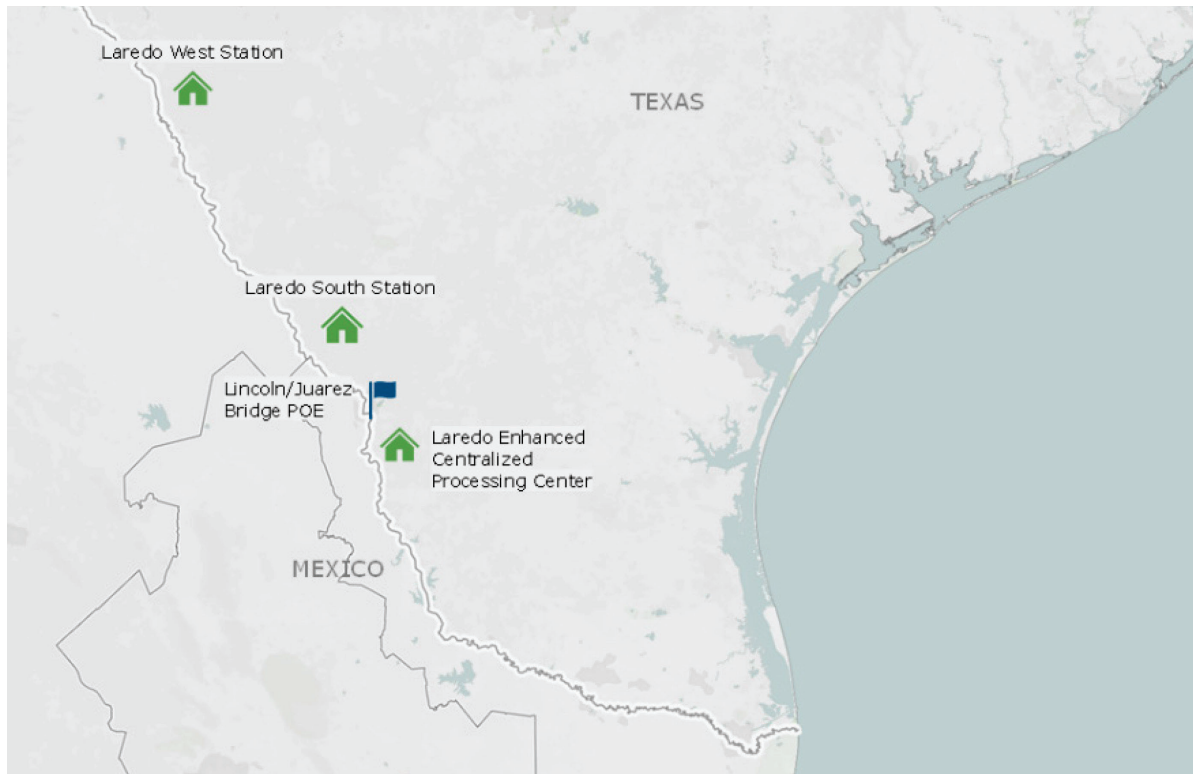 Laredo West Station
TEXAS
Laredo South Station
Lincoln/Juarez
Bridge POE
Laredo Enhanced
Centralized
Processing Center
MEXICO